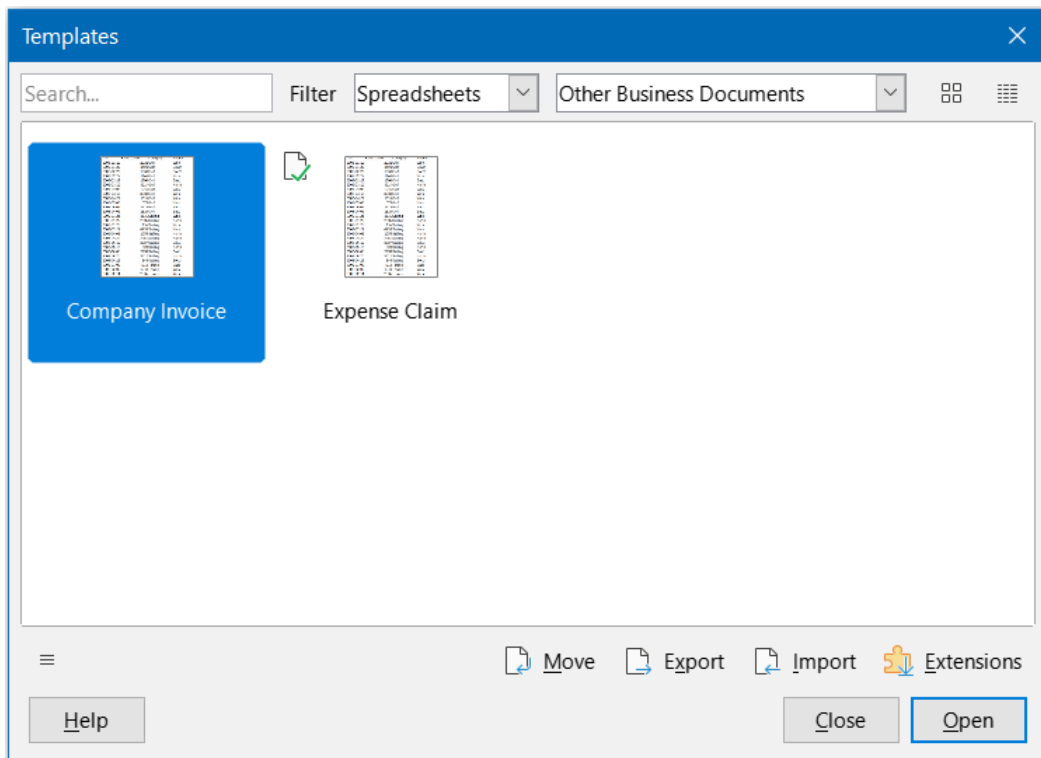 Templates
Search...
Filter
Spreadsheets
Other Business Documents
Company Invoice
Expense Claim
Move
Export
Import
Extensions
Help
Close
Open